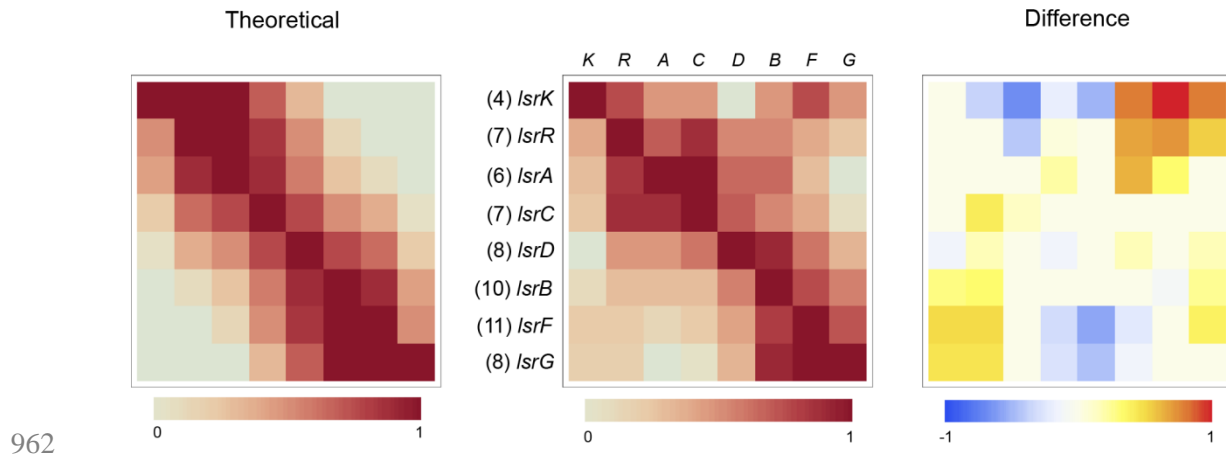 Theoretical
Difference
K R A C D B F G
(4) lsrK
(7) lsrR
(6) lsrA
(7) lsrC
(8) lsrD
(10) lsrB
(11) lsrF
(8) lsrG
0 1
0 1
-1 1
962